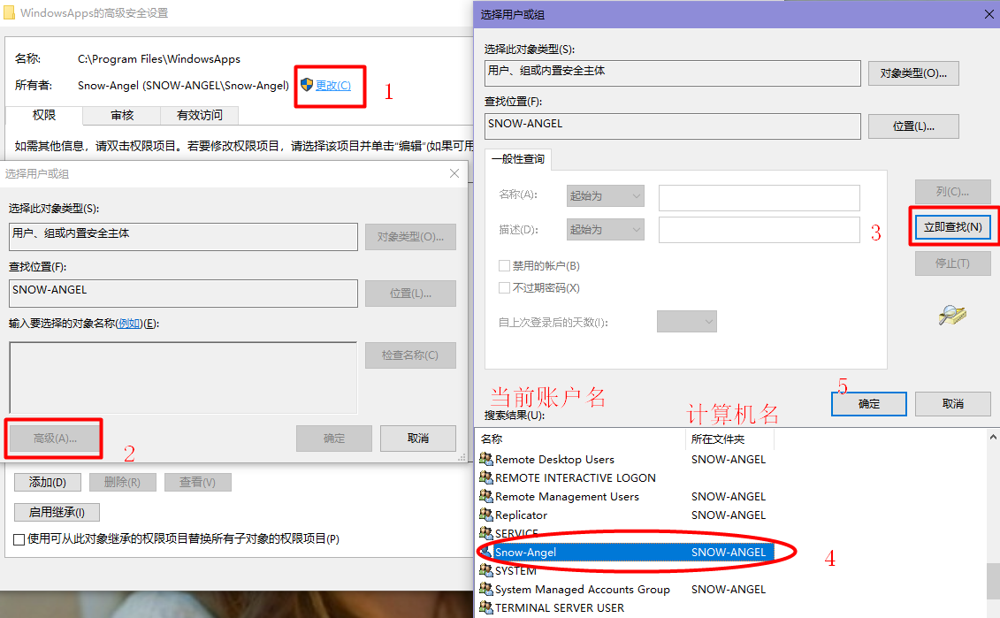 WindowsApps的高级安全设置
名称: C:\Program Files\WindowsApps
所有者: Snow-Angel (SNOW-ANGEL\Snow-Angel) 更改(C) 1
权限 审核 有效访问
如需其他信息，请双击权限项目。若要修改权限项目，请选择该项目并单击“编辑”(如果可用
选择用户或组
选择此对象类型(S):
用户、组或内置安全主体 对象类型(O)...
查找位置(F):
SNOW-ANGEL 位置(L)...
输入要选择的对象名称(例如)(E):
检查名称(C)
高级(A)... 2 确定 取消
添加(D) 删除(R) 查看(V)
启用继承(I)
使用可从此对象继承的权限项目替换所有子对象的权限项目(P)
选择用户或组
选择此对象类型(S):
用户、组或内置安全主体 对象类型(O)...
查找位置(F):
SNOW-ANGEL 位置(L)...
一般性查询
名称(A): 起始为 列(C)...
描述(D): 起始为 3 立即查找(N)
禁用的帐户(B) 停止(T)
不过期密码(X)
自上次登录后的天数(I):
当前账户名 计算机名 5
确定 取消
搜索结果(U):
名称 所在文件夹
Remote Desktop Users SNOW-ANGEL
REMOTE INTERACTIVE LOGON
Remote Management Users SNOW-ANGEL
Replicator SNOW-ANGEL
SERVICE
Snow-Angel SNOW-ANGEL 4
SYSTEM
System Managed Accounts Group SNOW-ANGEL
TERMINAL SERVER USER